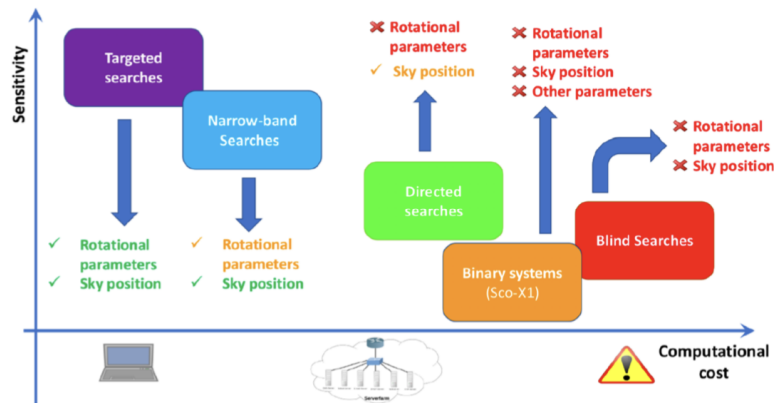 Sensitivity
Targeted
searches
Narrow-band
Searches
✓ Rotational
parameters
✓ Sky position
✓ Rotational
parameters
✓ Sky position
✖ Rotational
parameters
✓ Sky position
Directed
searches
✖ Rotational
parameters
✖ Sky position
✖ Other parameters
Binary systems
(Sco-X1)
✖ Rotational
parameters
✖ Sky position
Blind Searches
Serverfarm
Computational
cost